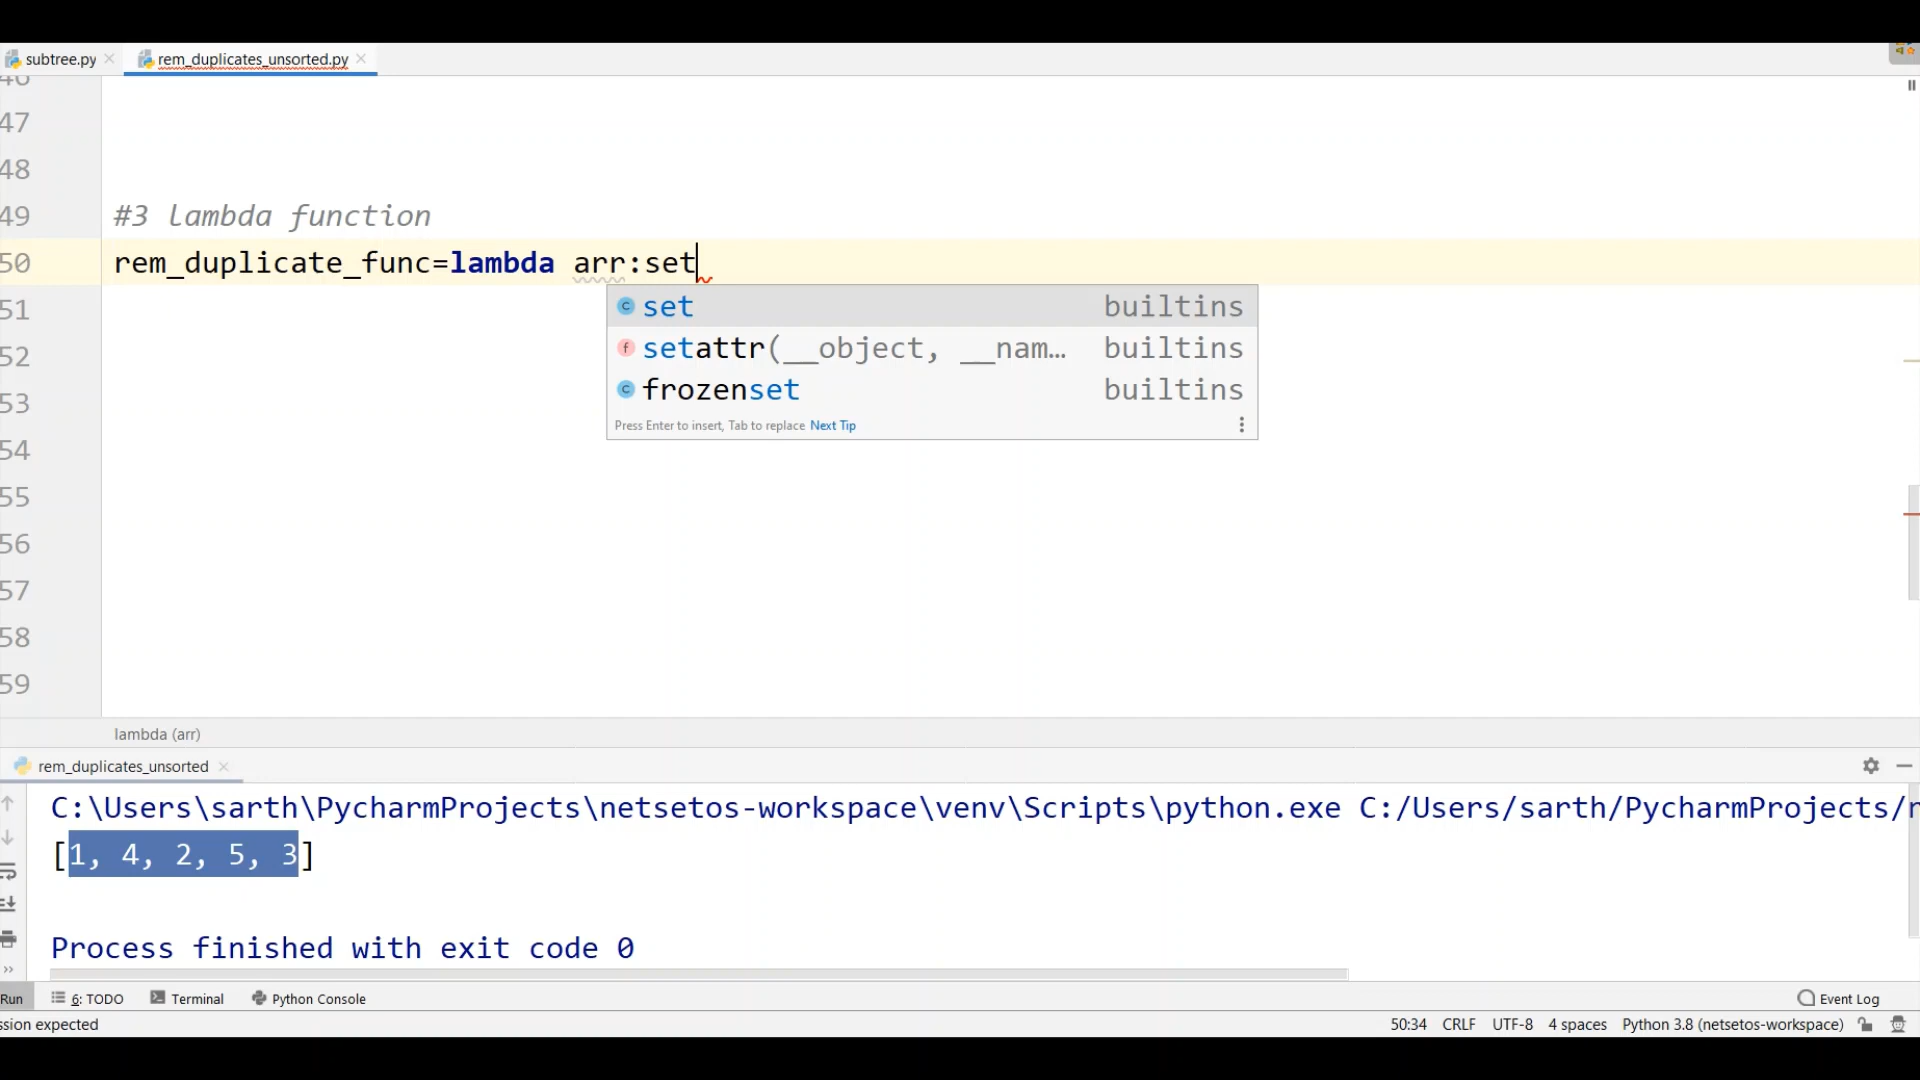 subtree.py
rem_duplicates_unsorted.py
46
47
48
49 #3 lambda function
50 rem_duplicate_func=lambda arr:set
set builtins
setattr(__object, __nam… builtins
frozenset builtins
Press Enter to insert, Tab to replace Next Tip
51
52
53
54
55
56
57
58
59
lambda (arr)
rem_duplicates_unsorted
C:\Users\sarth\PycharmProjects\netsetos-workspace\venv\Scripts\python.exe C:/Users/sarth/PycharmProjects/
[1, 4, 2, 5, 3]
Process finished with exit code 0
Run 6: TODO Terminal Python Console Event Log
ssion expected 50:34 CRLF UTF-8 4 spaces Python 3.8 (netsetos-workspace)